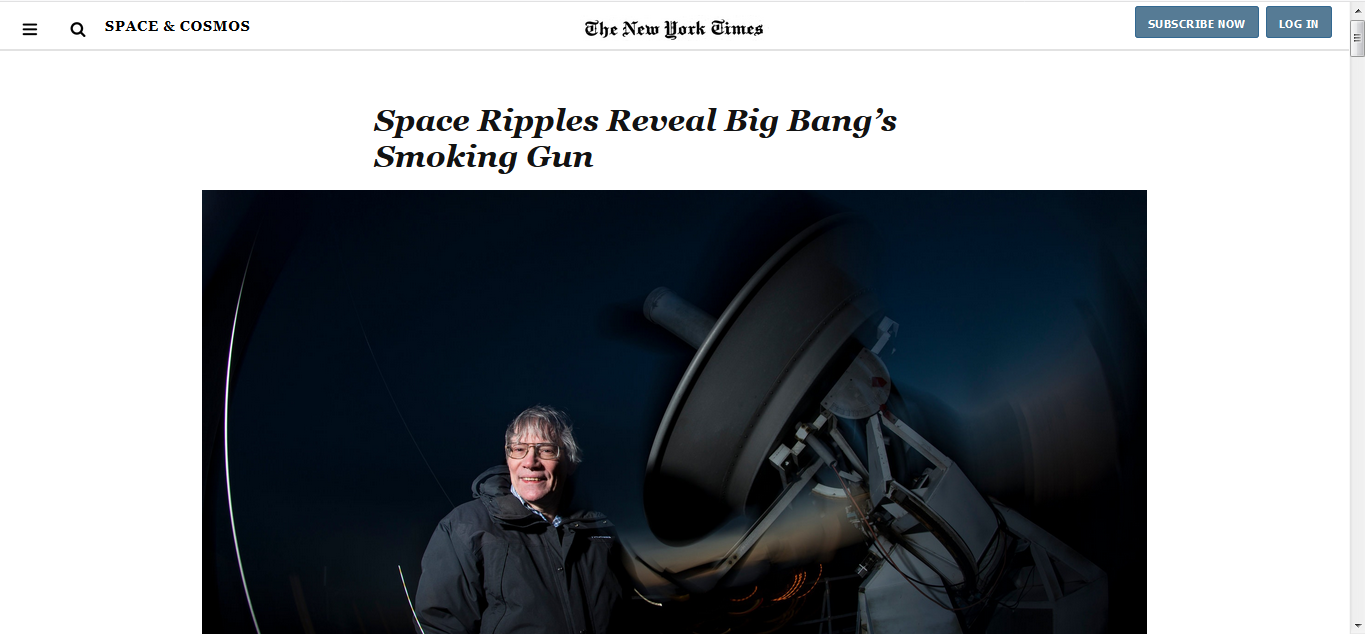 SPACE & COSMOS
The New York Times
SUBSCRIBE NOW
LOG IN
Space Ripples Reveal Big Bang’s
Smoking Gun